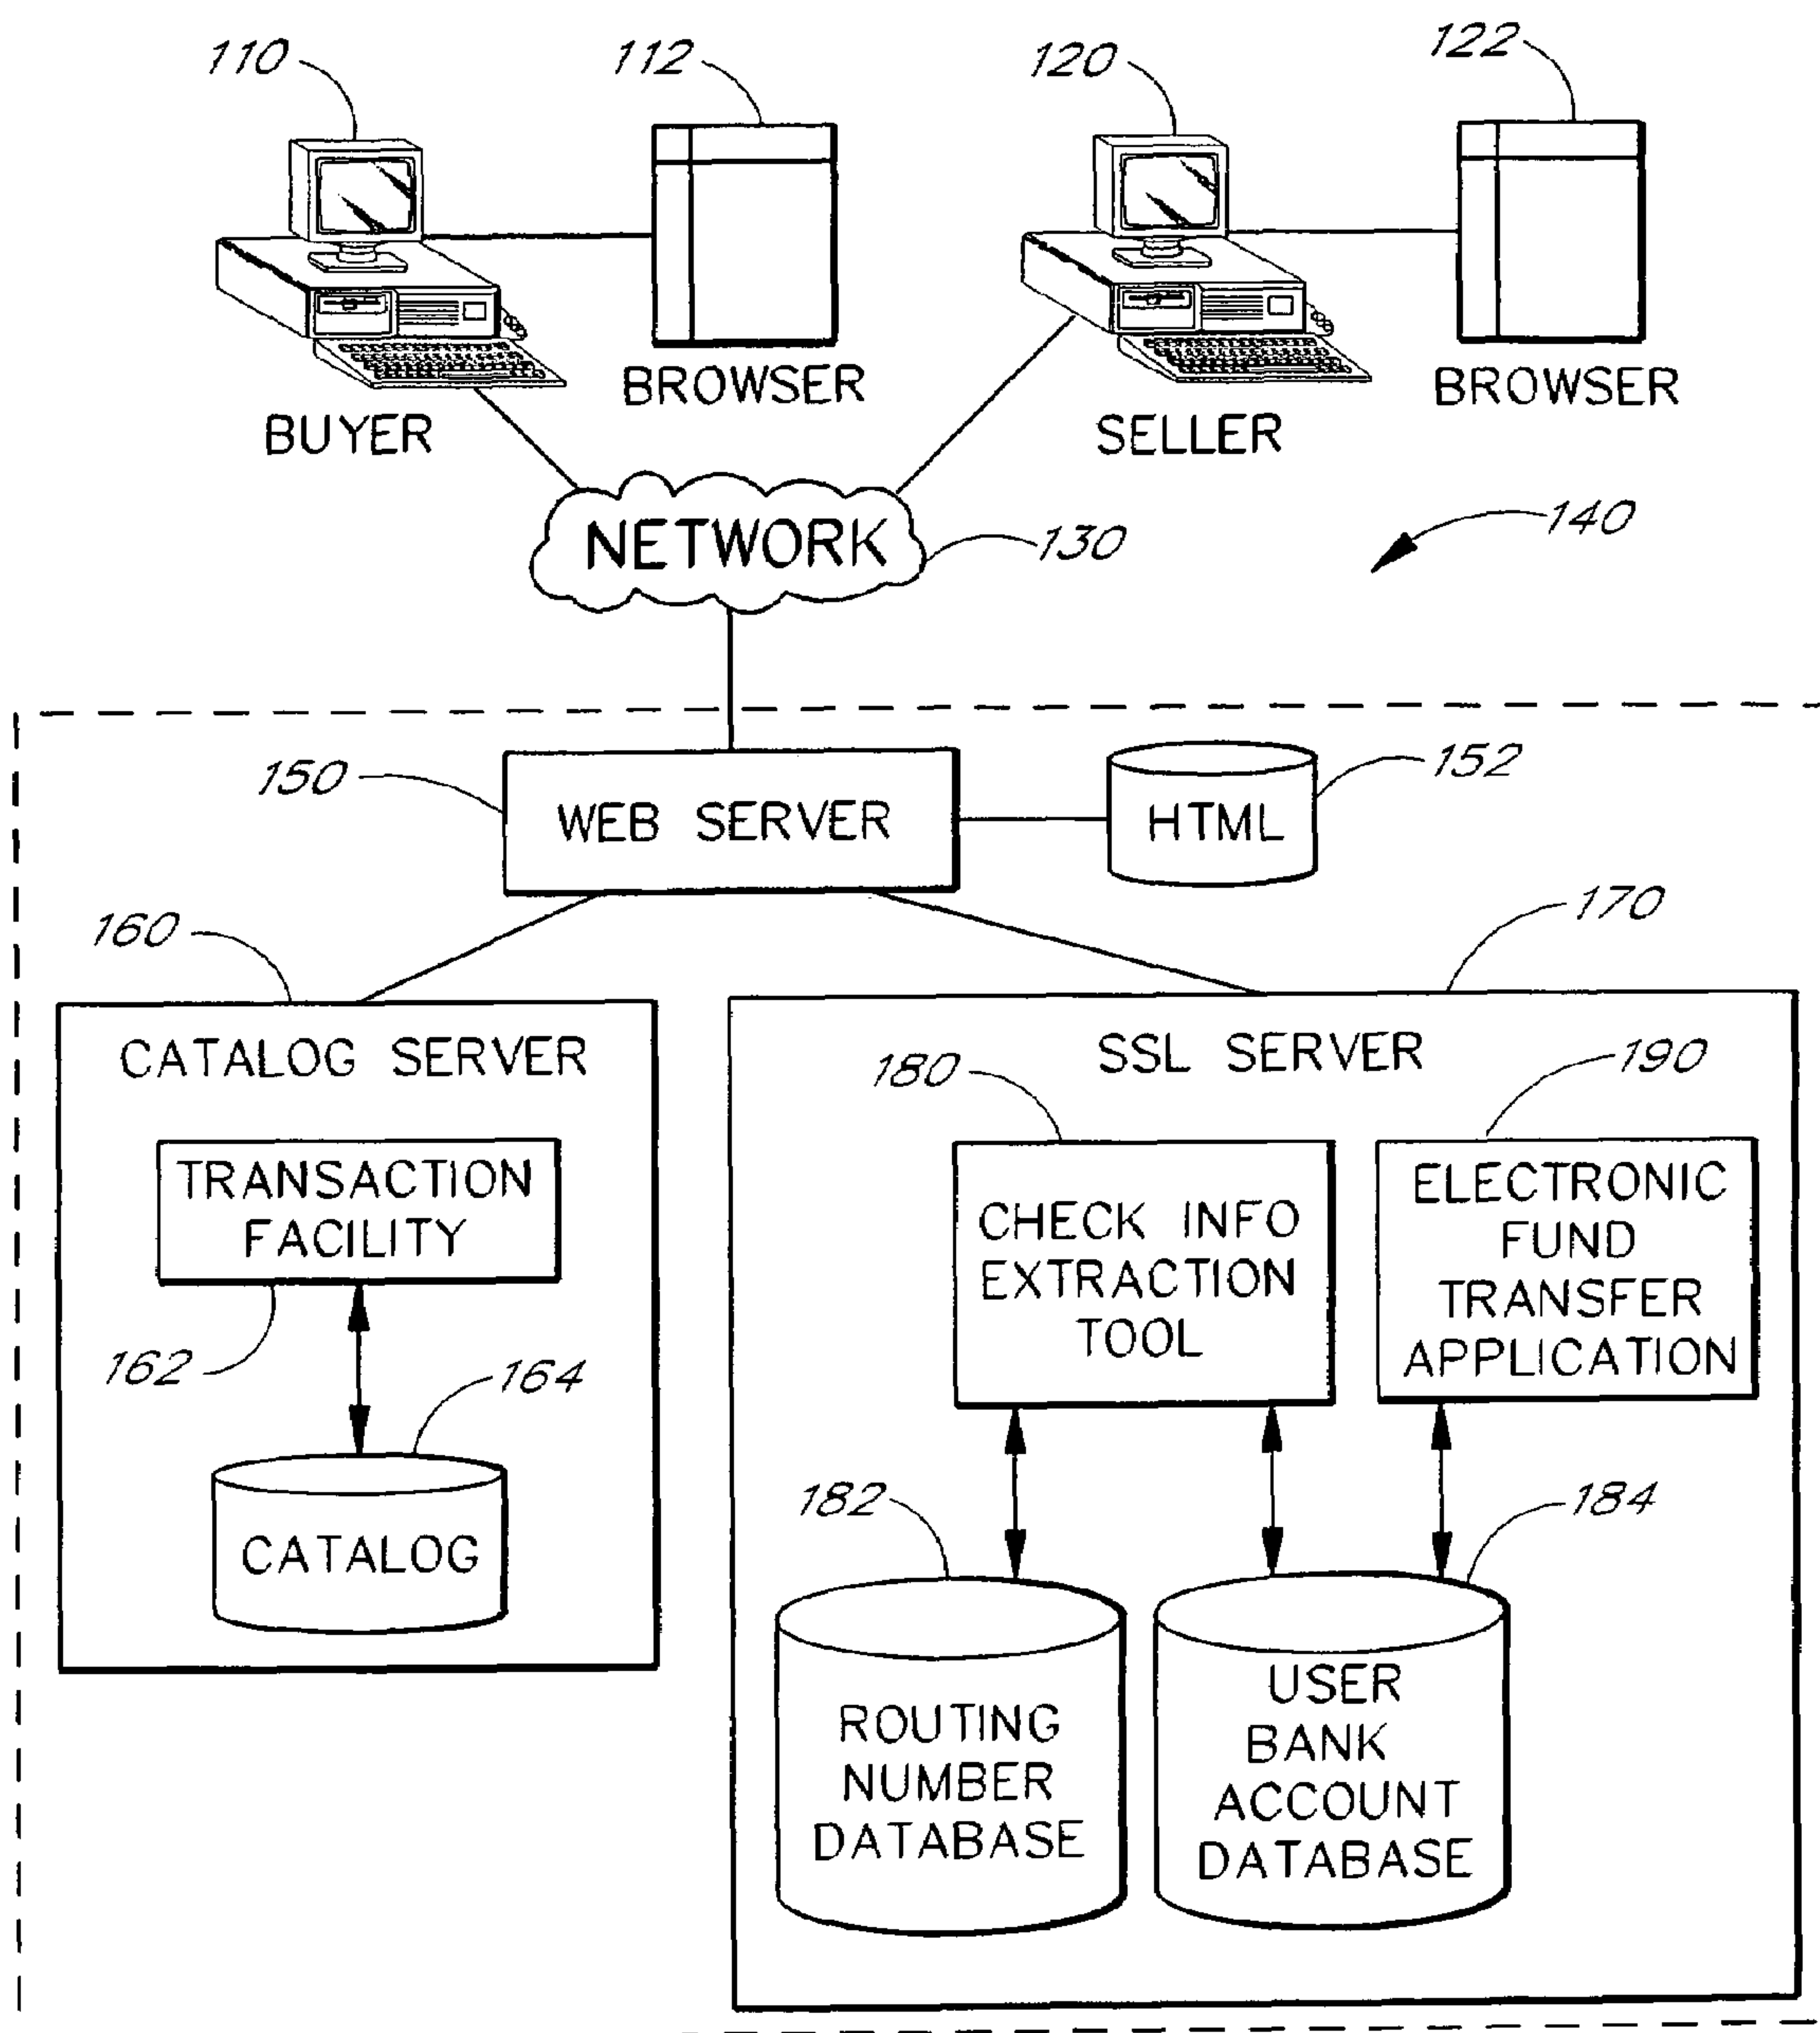 110
112
120
122
BROWSER
BROWSER
BUYER
SELLER
NETWORK
130
140
150
WEB SERVER
HTML
152
160
170
CATALOG SERVER
SSL SERVER
180
190
TRANSACTION
FACILITY
162
164
CATALOG
CHECK INFO
EXTRACTION
TOOL
ELECTRONIC
FUND
TRANSFER
APPLICATION
182
184
ROUTING
NUMBER
DATABASE
USER
BANK
ACCOUNT
DATABASE